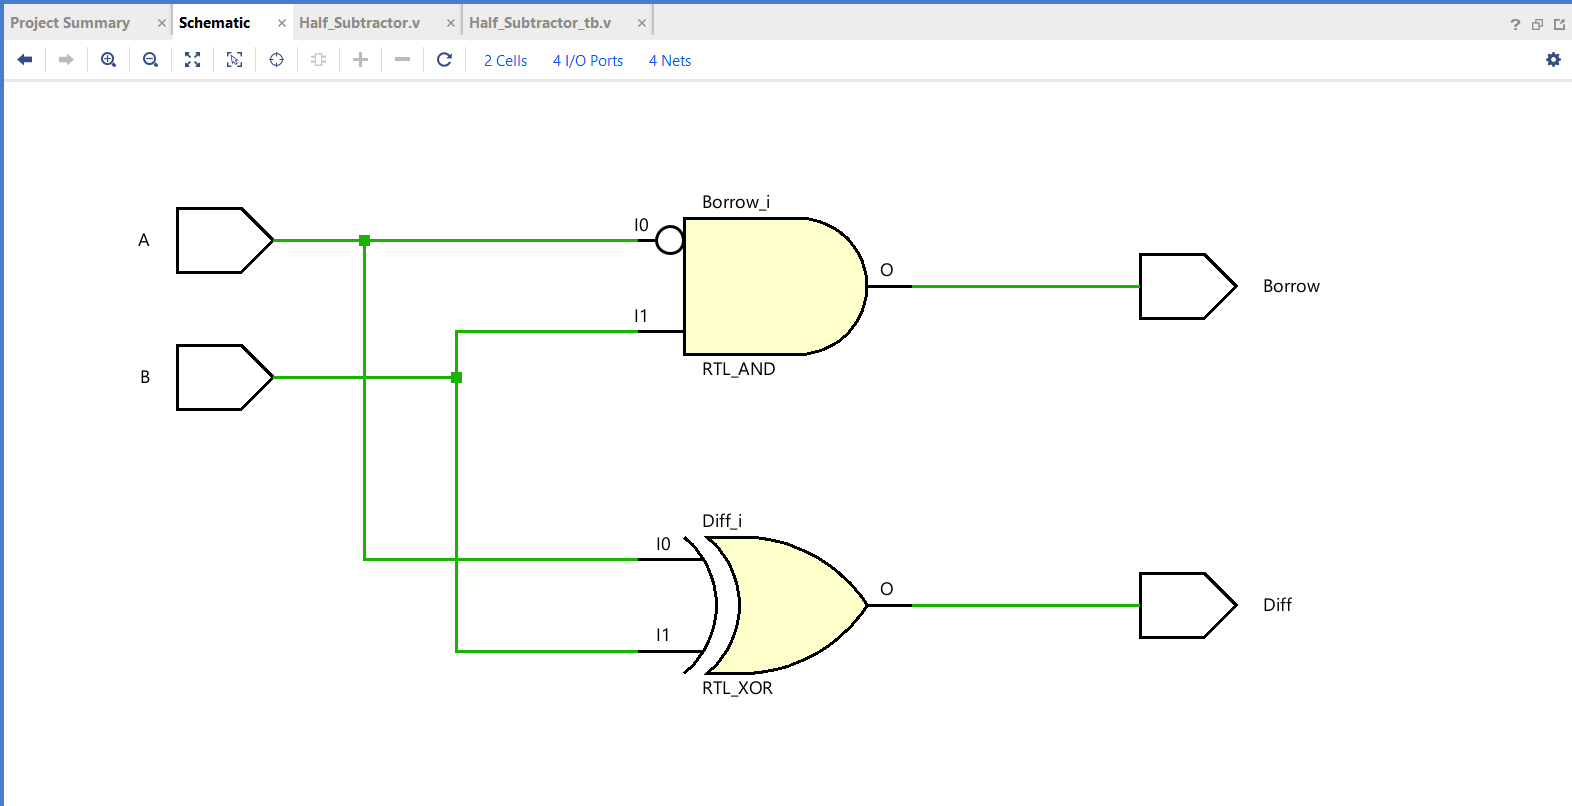 Project Summary × Schematic × Half_Subtractor.v × Half_Subtractor_tb.v × ?
2 Cells 4 I/O Ports 4 Nets
Borrow_i
I0
A
O
Borrow
I1
RTL_AND
B
Diff_i
I0
O
Diff
I1
RTL_XOR